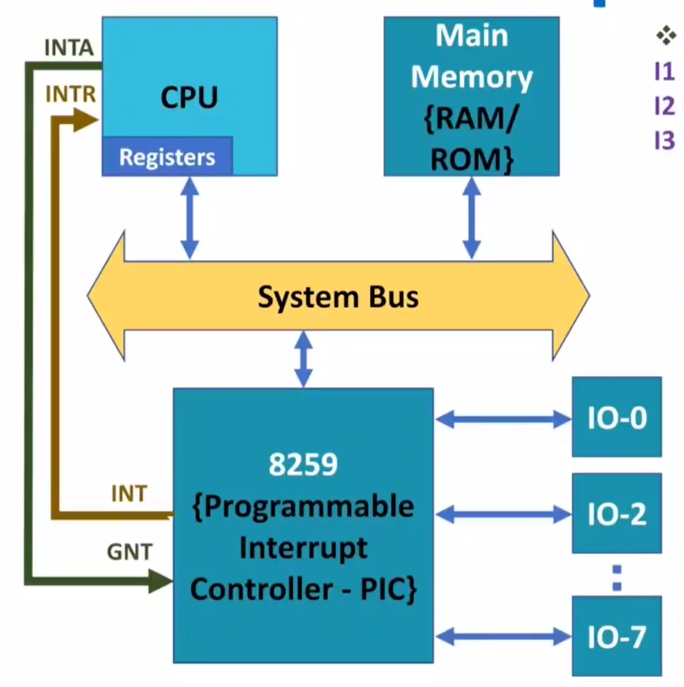 INTA
INTR
CPU
Registers
Main
Memory
{RAM/
ROM}
❖
I1
I2
I3
System Bus
8259
{Programmable
Interrupt
Controller - PIC}
INT
GNT
IO-0
IO-2
IO-7